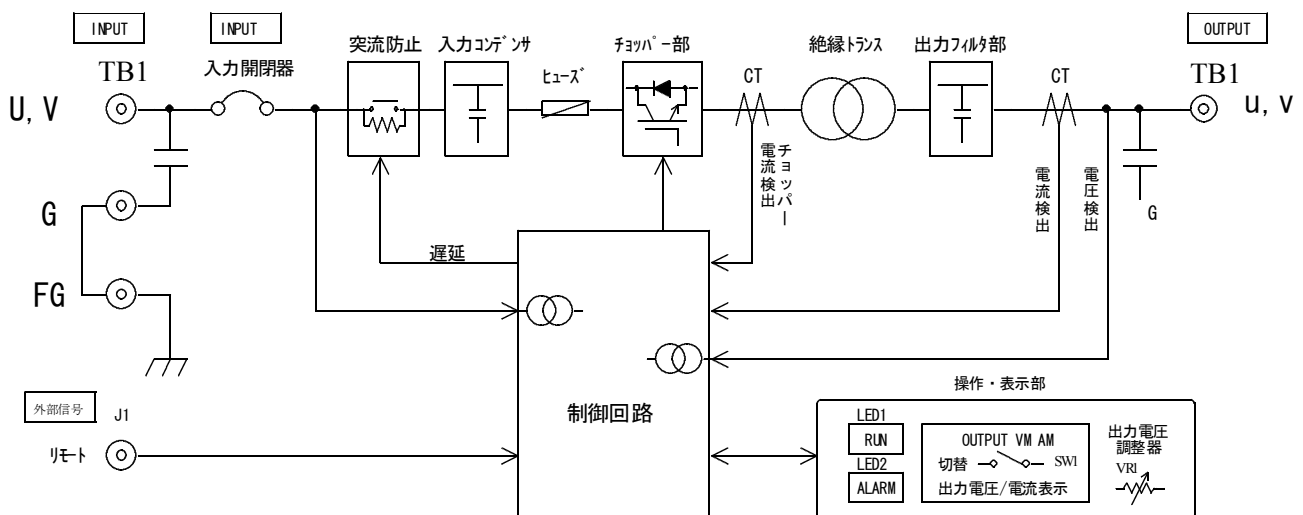 INPUT
INPUT
OUTPUT
TB1
入力開閉器
突流防止
入力ｺﾝﾃﾞﾝｻ
ﾋｭｰｽﾞ
ﾁｮｯﾊﾟｰ部
CT
絶縁ﾄﾗﾝｽ
出力ﾌｨﾙﾀ部
CT
TB1
U, V
u, v
チョッパー
電流検出
電流検出
電圧検出
G
G
遅延
FG
制御回路
外部信号
J1
ﾘﾓｰﾄ
操作・表示部
LED1
RUN
LED2
ALARM
OUTPUT VM AM
切替
SW1
出力電圧/電流表示
出力電圧
調整器
VR1